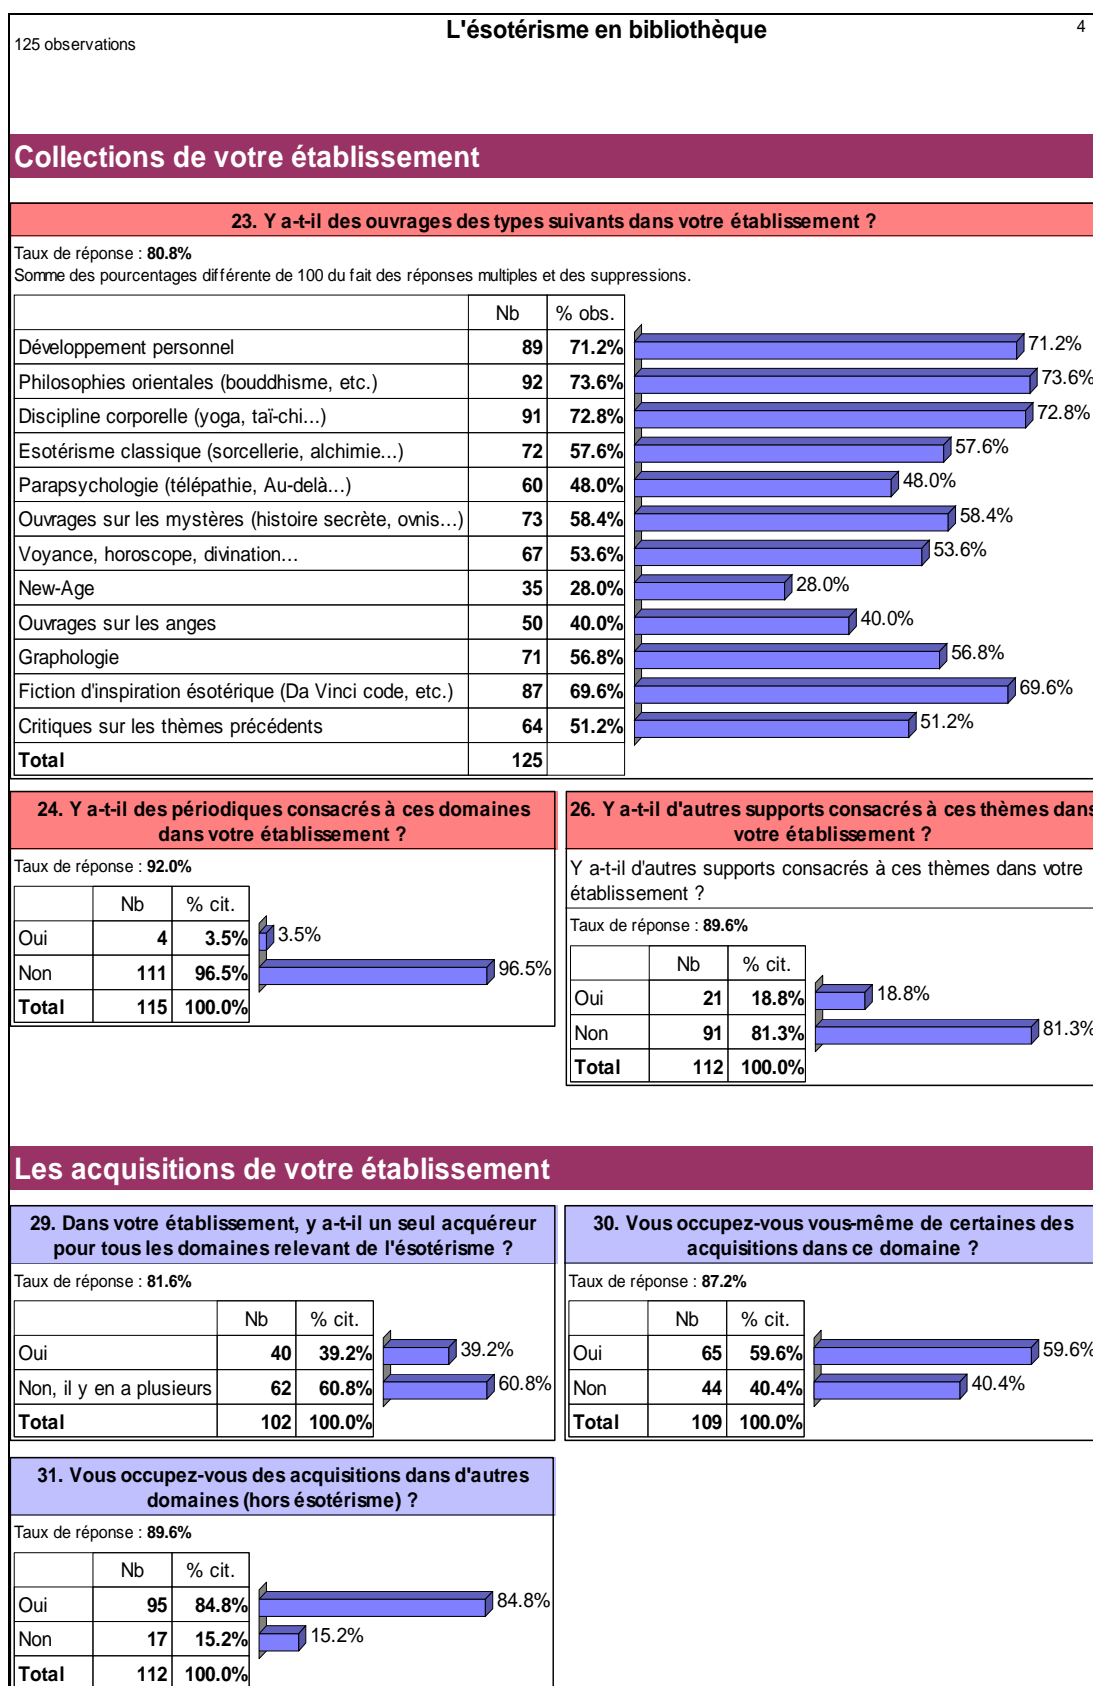 L'ésotérisme en bibliothèque
4
125 observations
Collections de votre établissement
23. Y a-t-il des ouvrages des types suivants dans votre établissement ?
Taux de réponse : 80.8%
Somme des pourcentages différente de 100 du fait des réponses multiples et des suppressions.
Nb % obs.
Développement personnel 89 71.2% 71.2%
Philosophies orientales (bouddhisme, etc.) 92 73.6% 73.6%
Discipline corporelle (yoga, taï-chi...) 91 72.8% 72.8%
Esotérisme classique (sorcellerie, alchimie...) 72 57.6% 57.6%
Parapsychologie (télépathie, Au-delà...) 60 48.0% 48.0%
Ouvrages sur les mystères (histoire secrète, ovnis...) 73 58.4% 58.4%
Voyance, horoscope, divination... 67 53.6% 53.6%
New-Age 35 28.0% 28.0%
Ouvrages sur les anges 50 40.0% 40.0%
Graphologie 71 56.8% 56.8%
Fiction d'inspiration ésotérique (Da Vinci code, etc.) 87 69.6% 69.6%
Critiques sur les thèmes précédents 64 51.2% 51.2%
Total 125
24. Y a-t-il des périodiques consacrés à ces domaines
dans votre établissement ?
Taux de réponse : 92.0%
Nb % cit.
Oui 4 3.5% 3.5%
Non 111 96.5% 96.5%
Total 115 100.0%
26. Y a-t-il d'autres supports consacrés à ces thèmes dans
votre établissement ?
Y a-t-il d'autres supports consacrés à ces thèmes dans votre
établissement ?
Taux de réponse : 89.6%
Nb % cit.
Oui 21 18.8% 18.8%
Non 91 81.3% 81.3%
Total 112 100.0%
Les acquisitions de votre établissement
29. Dans votre établissement, y a-t-il un seul acquéreur
pour tous les domaines relevant de l'ésotérisme ?
Taux de réponse : 81.6%
Nb % cit.
Oui 40 39.2% 39.2%
Non, il y en a plusieurs 62 60.8% 60.8%
Total 102 100.0%
30. Vous occupez-vous vous-même de certaines des
acquisitions dans ce domaine ?
Taux de réponse : 87.2%
Nb % cit.
Oui 65 59.6% 59.6%
Non 44 40.4% 40.4%
Total 109 100.0%
31. Vous occupez-vous des acquisitions dans d'autres
domaines (hors ésotérisme) ?
Taux de réponse : 89.6%
Nb % cit.
Oui 95 84.8% 84.8%
Non 17 15.2% 15.2%
Total 112 100.0%